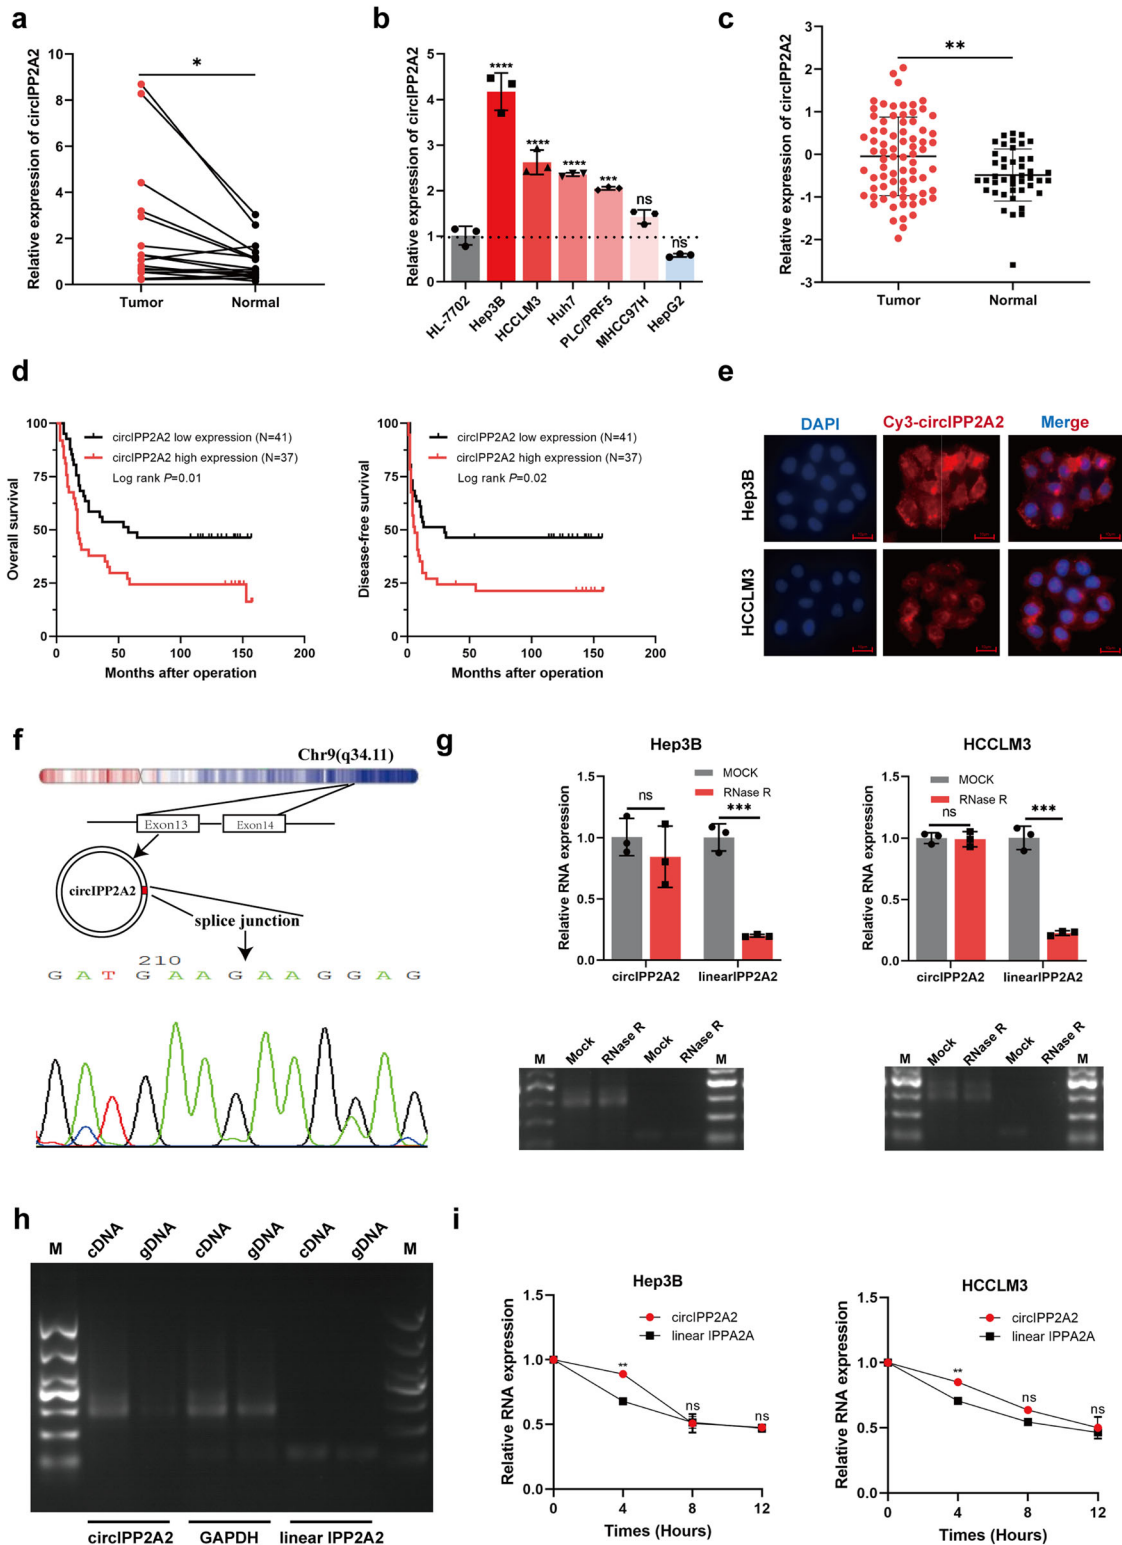 a
Relative expression of circIPP2A2
10
8
6
4
2
0
*
Tumor
Normal
b
Relative expression of circIPP2A2
5
4
3
2
1
0
****
****
****
***
ns
ns
HL-7702
Hep3B
HCCLM3
Huh7
PLC/PRF5
MHCC97H
HepG2
c
Relative expression of circIPP2A2
3
2
1
0
-1
-2
-3
**
Tumor
Normal
d
Overall survival
100
75
50
25
0
circIPP2A2 low expression (N=41)
circIPP2A2 high expression (N=37)
Log rank P=0.01
0 50 100 150 200
Months after operation
Disease-free survival
100
75
50
25
0
circIPP2A2 low expression (N=41)
circIPP2A2 high expression (N=37)
Log rank P=0.02
0 50 100 150 200
Months after operation
e
DAPI
Cy3-circIPP2A2
Merge
Hep3B
HCCLM3
f
Chr9(q34.11)
Exon13
Exon14
circIPP2A2
splice junction
210
G A T G A A G A A G G A G
g
Hep3B
Relative RNA expression
1.5
1.0
0.5
0.0
MOCK
RNase R
ns
***
circIPP2A2
linearIPP2A2
HCCLM3
Relative RNA expression
1.5
1.0
0.5
0.0
MOCK
RNase R
ns
***
circIPP2A2
linearIPP2A2
M Mock RNase R Mock RNase R M
M Mock RNase R Mock RNase R M
h
M cDNA gDNA cDNA gDNA cDNA gDNA M
circIPP2A2 GAPDH linear IPP2A2
i
Hep3B
Relative RNA expression
1.5
1.0
0.5
0.0
circIPP2A2
linear IPPA2A
**
ns
ns
0 4 8 12
Times (Hours)
HCCLM3
Relative RNA expression
1.5
1.0
0.5
0.0
circIPP2A2
linear IPPA2A
**
ns
ns
0 4 8 12
Times (Hours)